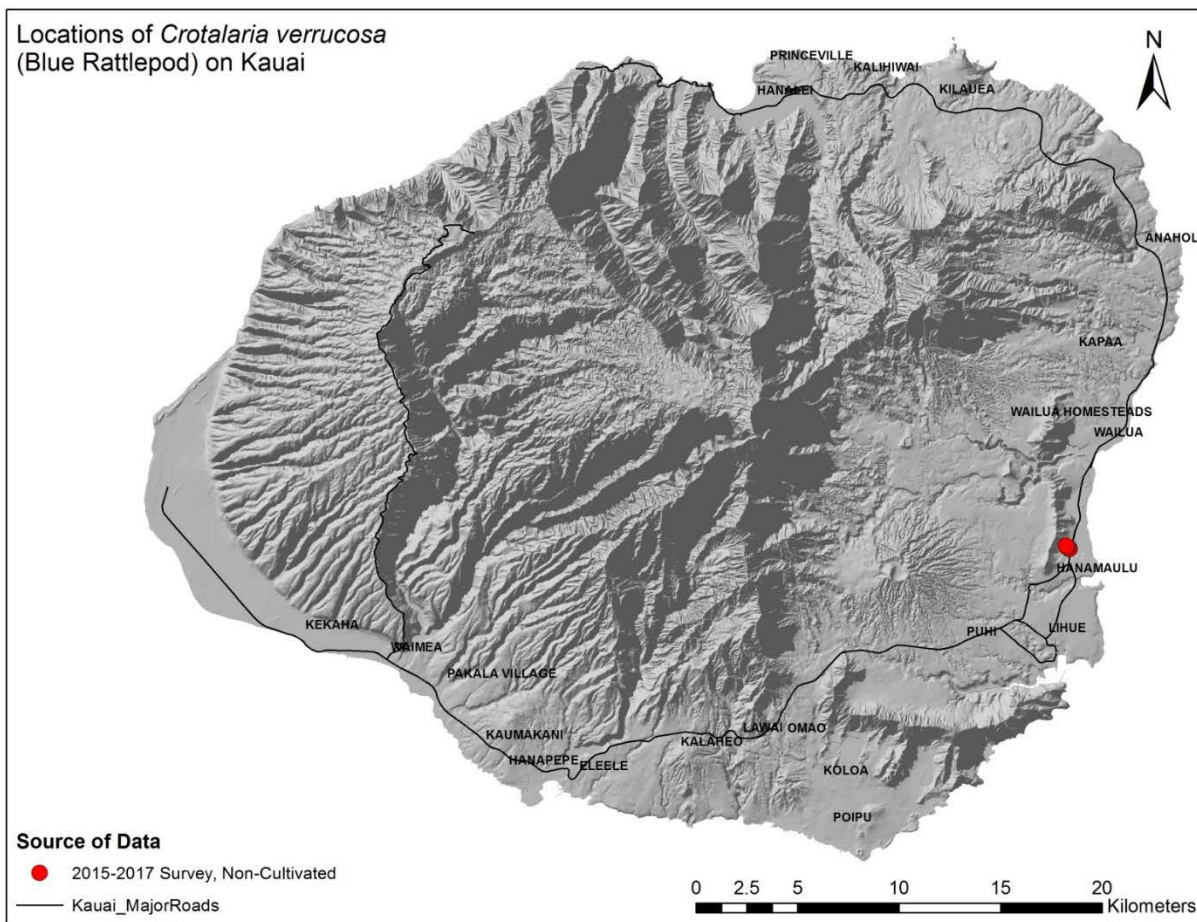 Locations of Crotalaria verrucosa
(Blue Rattlepod) on Kauai
N
PRINCEVILLE
KALIHIWAI
HANALEI
KILAUEA
ANAHOL
KAPAA
WAILUA HOMESTEADS
WAILUA
HANAMAULU
KEKAHA
WAIMEA
PUHI
LIHUE
PAKALA VILLAGE
KAUMAKANI
KALAHEO
LAWAI OMAO
HANAPEPE
ELEELE
KOLOA
POIPU
Source of Data
2015-2017 Survey, Non-Cultivated
Kauai_MajorRoads
0 2.5 5 10 15 20
Kilometers